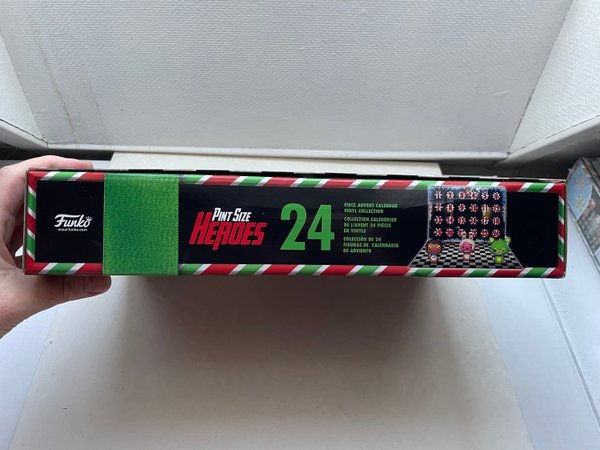 Funko
www.funko.com
PINT SIZE
HEROES
24
PIECE ADVENT CALENDAR
VINYL COLLECTION
COLLECTION CALENDRIER
DE L'AVENT 24 PIÈCES
EN VINYLE
COLECCIÓN DE 24
FIGURAS DE CALENDARIO
DE ADVIENTO